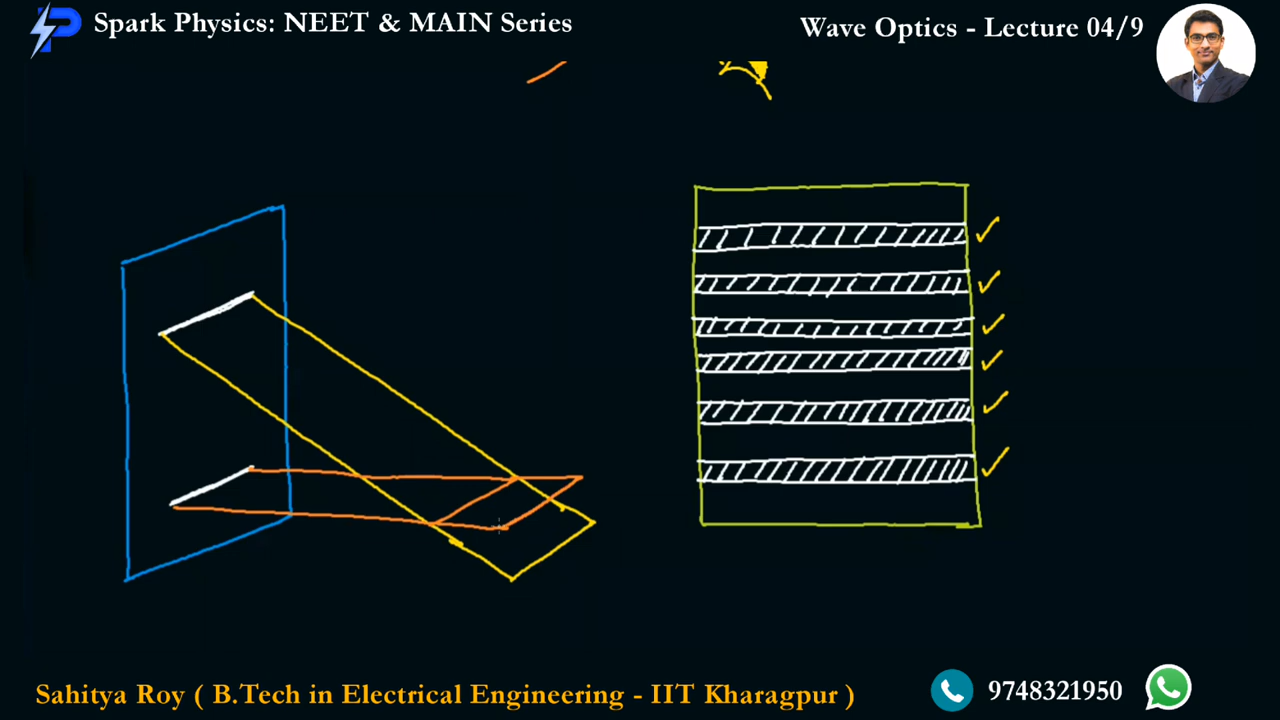 Spark Physics: NEET & MAIN Series
Wave Optics - Lecture 04/9
Sahitya Roy ( B.Tech in Electrical Engineering - IIT Kharagpur )
9748321950